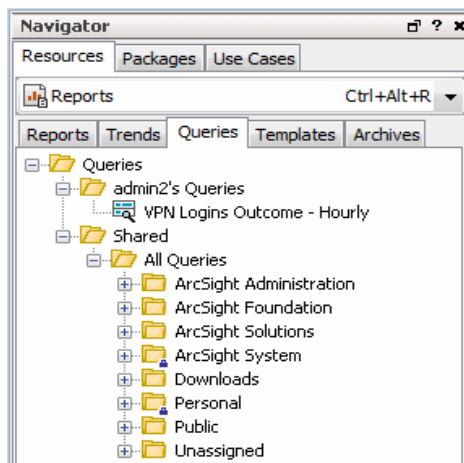 Navigator ?
Resources Packages Use Cases
Reports Ctrl+Alt+R
Reports Trends Queries Templates Archives
Queries
admin2's Queries
VPN Logins Outcome - Hourly
Shared
All Queries
ArcSight Administration
ArcSight Foundation
ArcSight Solutions
ArcSight System
Downloads
Personal
Public
Unassigned